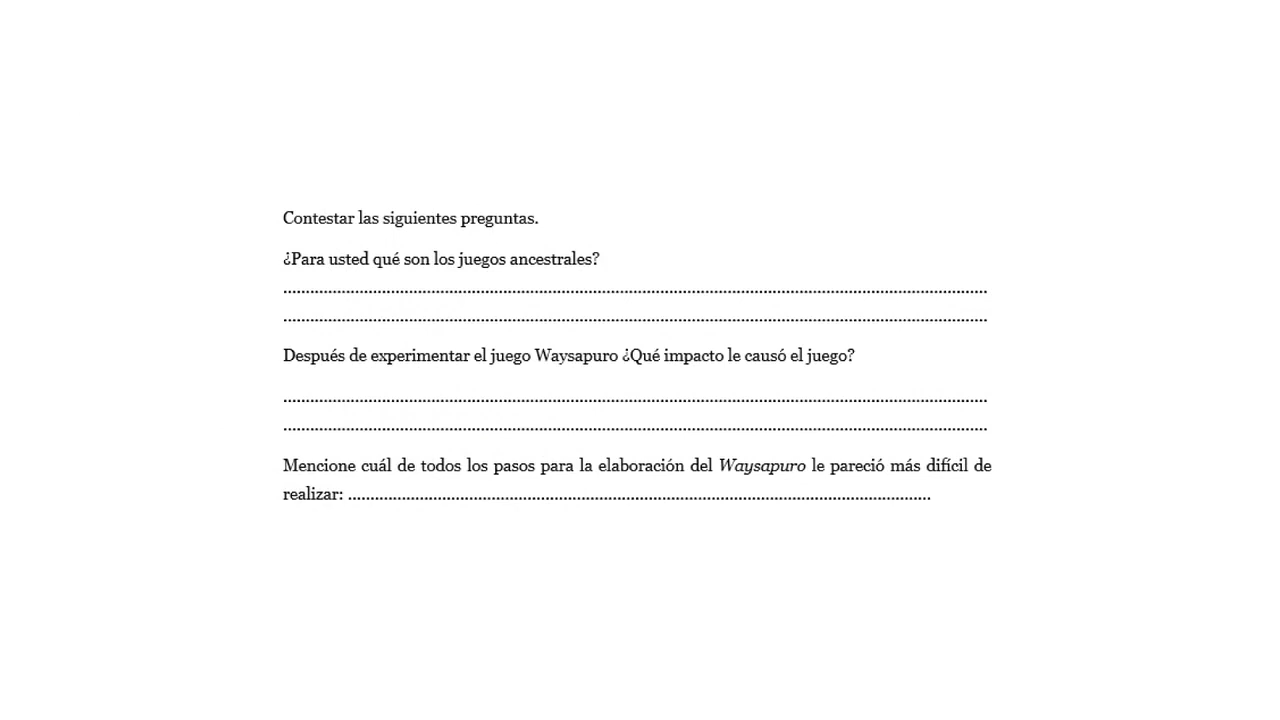 Contestar las siguientes preguntas.
¿Para usted qué son los juegos ancestrales?
................................................................................................................................................................
................................................................................................................................................................
Después de experimentar el juego Waysapuro ¿Qué impacto le causó el juego?
................................................................................................................................................................
................................................................................................................................................................
Mencione cuál de todos los pasos para la elaboración del Waysapuro le pareció más difícil de
realizar: ....................................................................................................................................